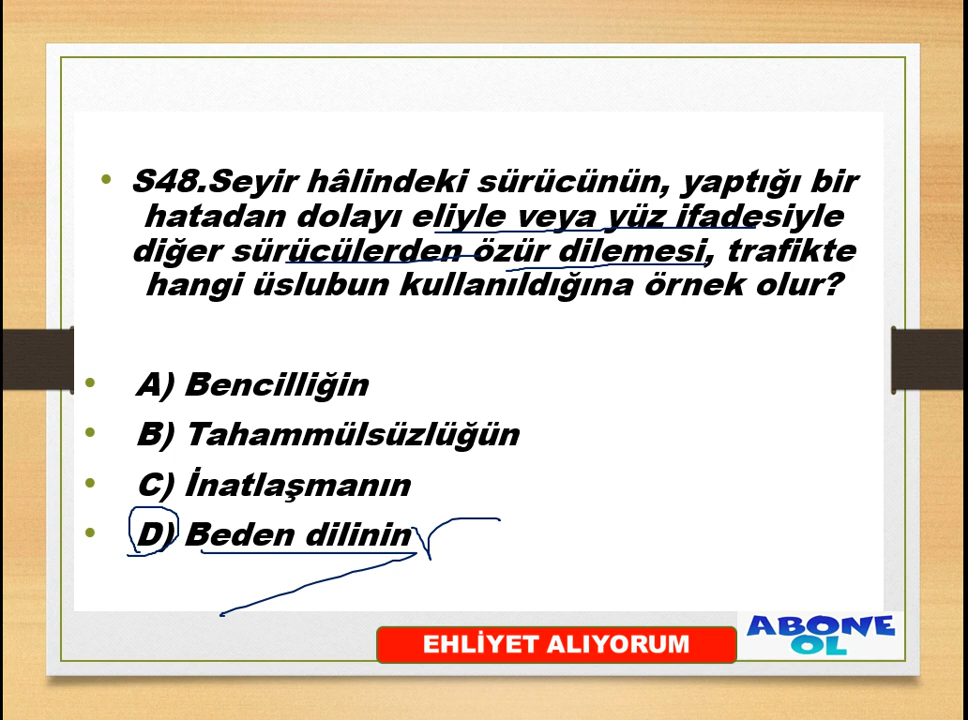 S48.Seyir hâlindeki sürücünün, yaptığı bir
hatadan dolayı eliyle veya yüz ifadesiyle
diğer sürücülerden özür dilemesi, trafikte
hangi üslubun kullanıldığına örnek olur?
A) Bencilliğin
B) Tahammülsüzlüğün
C) İnatlaşmanın
D) Beden dilinin
EHLİYET ALIYORUM
ABONE
OL